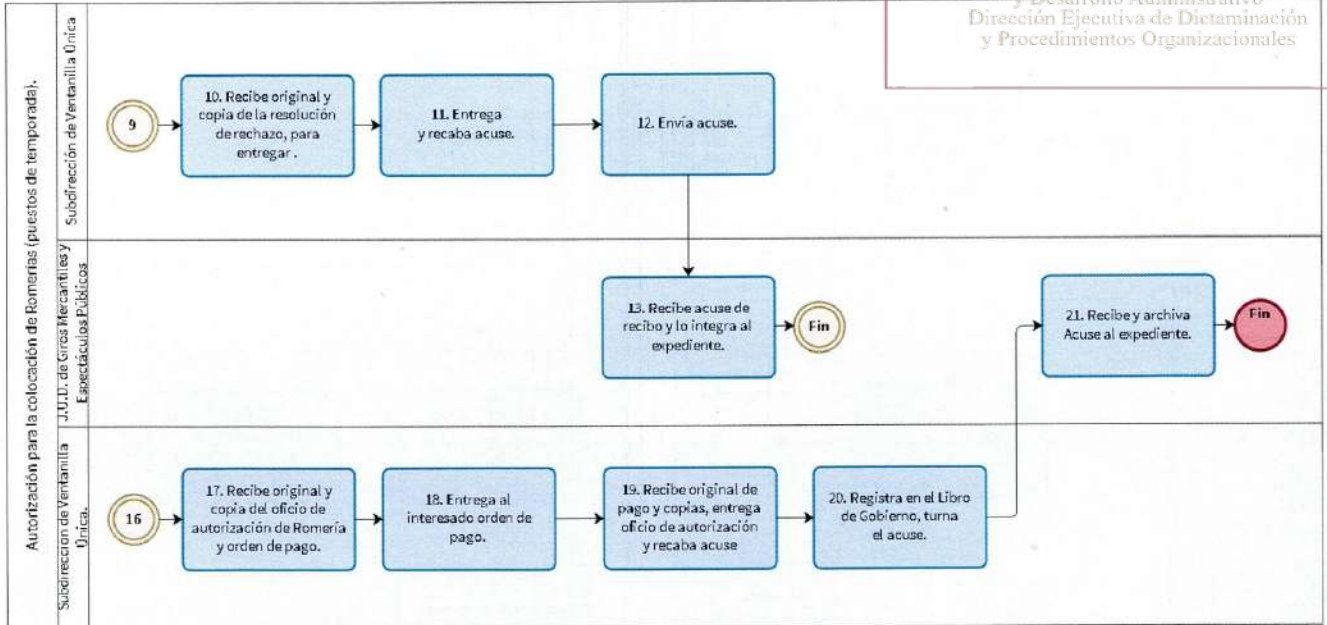 y Desarrollo Administrativo
Dirección Ejecutiva de Dictaminación
y Procedimientos Organizacionales
Autorización para la colocación de Romerías (puestos de temporada).
Subdirección de Ventanilla Única
9
10. Recibe original y
copia de la resolución
de rechazo, para
entregar .
11. Entrega
y recaba acuse.
12. Envía acuse.
J.U.D. de Giros Mercantiles y
Espectáculos Públicos
13. Recibe acuse de
recibo y lo integra al
expediente.
Fin
21. Recibe y archiva
Acuse al expediente.
Fin
Subdirección de Ventanilla
Única.
16
17. Recibe original y
copia del oficio de
autorización de Romería
y orden de pago.
18. Entrega al
interesado orden de
pago.
19. Recibe original de
pago y copias, entrega
oficio de autorización
y recaba acuse
20. Registra en el Libro
de Gobierno, turna
el acuse.